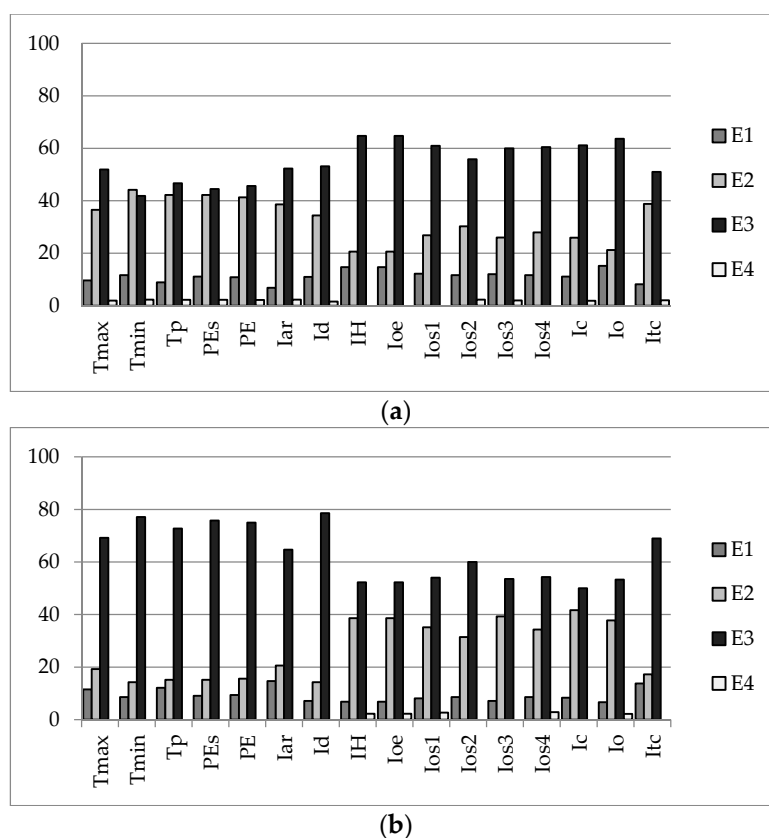 100
80
60
40
20
0
Tmax
Tmin
Tp
PEs
PE
Iar
Id
IH
Ioe
Ios1
Ios2
Ios3
Ios4
Ic
Io
Itc
E1
E2
E3
E4
(a)
100
80
60
40
20
0
Tmax
Tmin
Tp
PEs
PE
Iar
Id
IH
Ioe
Ios1
Ios2
Ios3
Ios4
Ic
Io
Itc
E1
E2
E3
E4
(b)